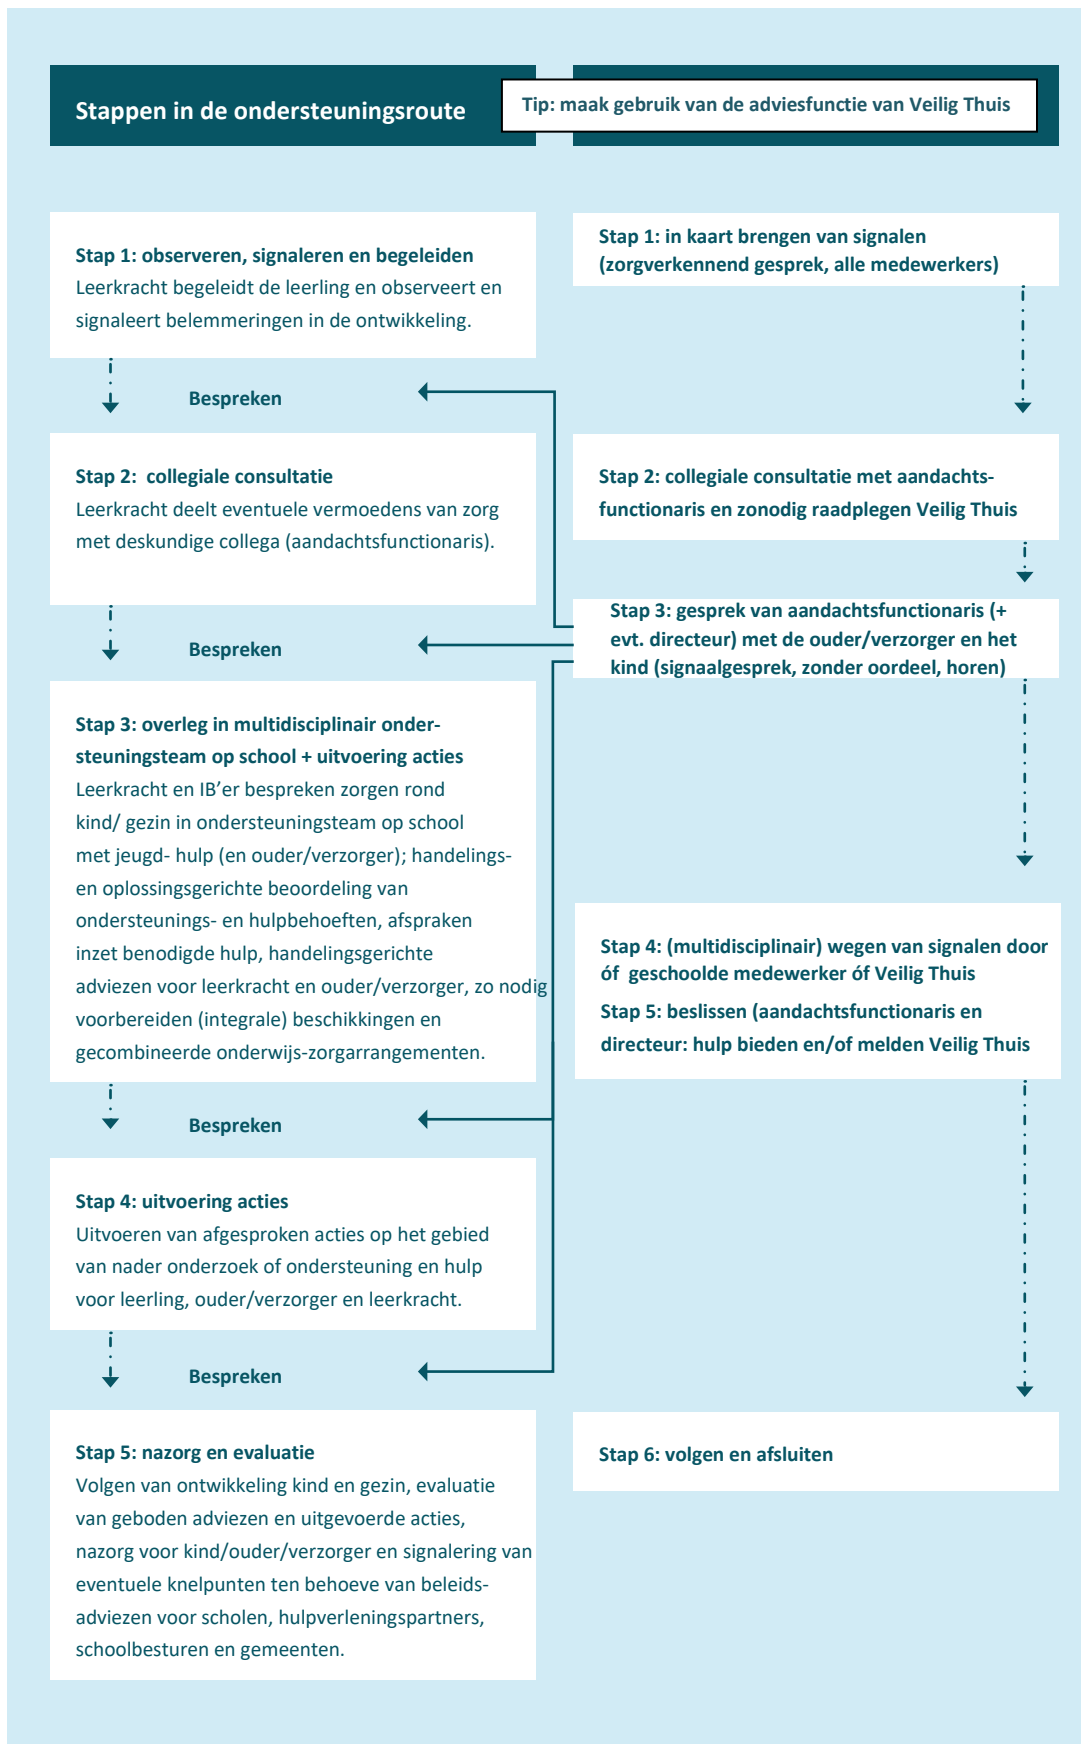 Stappen in de ondersteuningsroute
Tip: maak gebruik van de adviesfunctie van Veilig Thuis
Stap 1: observeren, signaleren en begeleiden
Leerkracht begeleidt de leerling en observeert en
signaleert belemmeringen in de ontwikkeling.
Bespreken
Stap 2:  collegiale consultatie
Leerkracht deelt eventuele vermoedens van zorg
met deskundige collega (aandachtsfunctionaris).
Bespreken
Stap 3: overleg in multidisciplinair onder-
steuningsteam op school + uitvoering acties
Leerkracht en IB’er bespreken zorgen rond
kind/ gezin in ondersteuningsteam op school
met jeugd- hulp (en ouder/verzorger); handelings-
en oplossingsgerichte beoordeling van
ondersteunings- en hulpbehoeften, afspraken
inzet benodigde hulp, handelingsgerichte
adviezen voor leerkracht en ouder/verzorger, zo nodig
voorbereiden (integrale) beschikkingen en
gecombineerde onderwijs-zorgarrangementen.
Bespreken
Stap 4: uitvoering acties
Uitvoeren van afgesproken acties op het gebied
van nader onderzoek of ondersteuning en hulp
voor leerling, ouder/verzorger en leerkracht.
Bespreken
Stap 5: nazorg en evaluatie
Volgen van ontwikkeling kind en gezin, evaluatie
van geboden adviezen en uitgevoerde acties,
nazorg voor kind/ouder/verzorger en signalering van
eventuele knelpunten ten behoeve van beleids-
adviezen voor scholen, hulpverleningspartners,
schoolbesturen en gemeenten.
Stap 1: in kaart brengen van signalen
(zorgverkennend gesprek, alle medewerkers)
Stap 2: collegiale consultatie met aandachts-
functionaris en zonodig raadplegen Veilig Thuis
Stap 3: gesprek van aandachtsfunctionaris (+
evt. directeur) met de ouder/verzorger en het
kind (signaalgesprek, zonder oordeel, horen)
Stap 4: (multidisciplinair) wegen van signalen door
óf  geschoolde medewerker óf Veilig Thuis
Stap 5: beslissen (aandachtsfunctionaris en
directeur: hulp bieden en/of melden Veilig Thuis
Stap 6: volgen en afsluiten